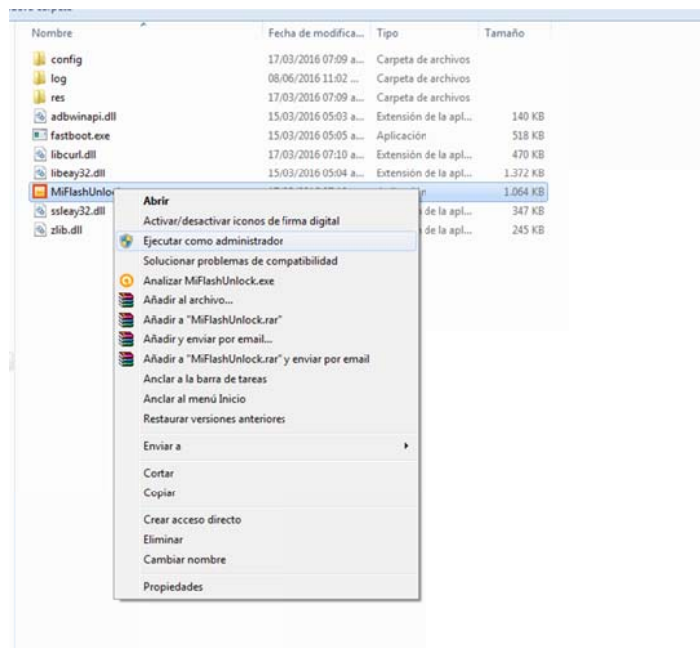 Nombre Fecha de modifica... Tipo Tamaño
config 17/03/2016 07:09 a... Carpeta de archivos
log 08/06/2016 11:02 ... Carpeta de archivos
res 17/03/2016 07:09 a... Carpeta de archivos
adbwinapi.dll 15/03/2016 05:03 a... Extensión de la apl... 140 KB
fastboot.exe 15/03/2016 05:05 a... Aplicación 518 KB
libcurl.dll 17/03/2016 07:10 a... Extensión de la apl... 470 KB
libeay32.dll 15/03/2016 05:04 a... Extensión de la apl... 1.372 KB
MiFlashUnloc 1.064 KB
ssleay32.dll de la apl... 347 KB
zlib.dll de la apl... 245 KB
Abrir
Activar/desactivar iconos de firma digital
Ejecutar como administrador
Solucionar problemas de compatibilidad
Analizar MiFlashUnlock.exe
Añadir al archivo...
Añadir a "MiFlashUnlock.rar"
Añadir y enviar por email...
Añadir a "MiFlashUnlock.rar" y enviar por email
Anclar a la barra de tareas
Anclar al menú Inicio
Restaurar versiones anteriores
Enviar a
Cortar
Copiar
Crear acceso directo
Eliminar
Cambiar nombre
Propiedades